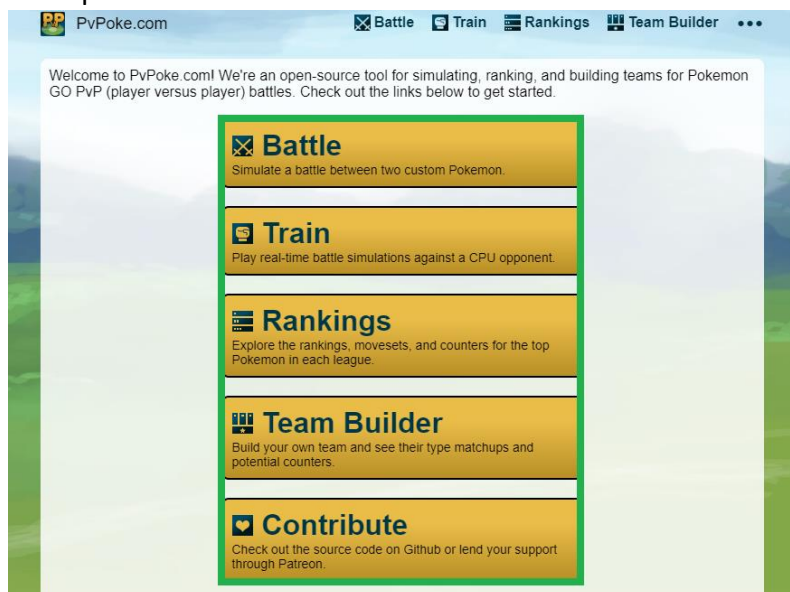 PvPoke.com Battle Train Rankings Team Builder
Welcome to PvPoke.com! We're an open-source tool for simulating, ranking, and building teams for Pokemon
GO PvP (player versus player) battles. Check out the links below to get started.
Battle
Simulate a battle between two custom Pokemon.
Train
Play real-time battle simulations against a CPU opponent.
Rankings
Explore the rankings, movesets, and counters for the top
Pokemon in each league.
Team Builder
Build your own team and see their type matchups and
potential counters.
Contribute
Check out the source code on Github or lend your support
through Patreon.